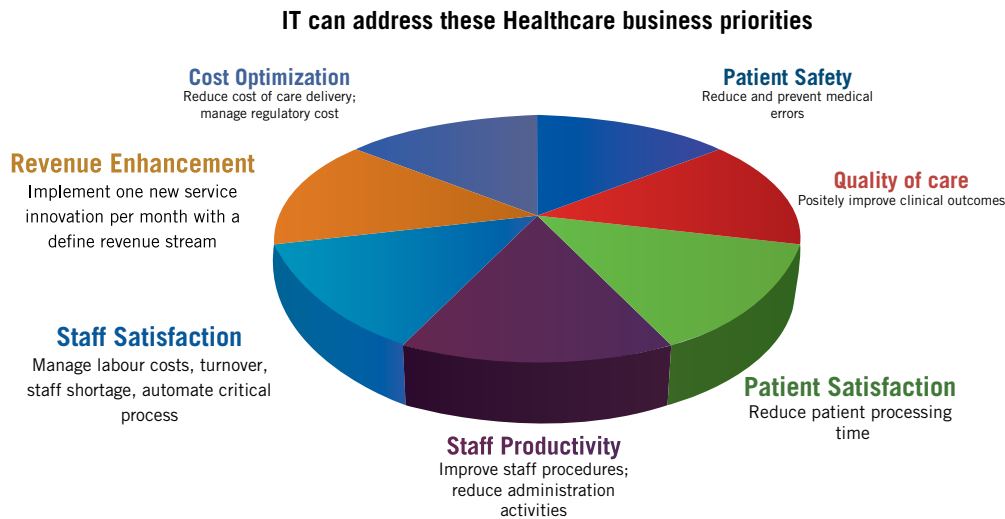 IT can address these Healthcare business priorities
Cost Optimization
Reduce cost of care delivery;
manage regulatory cost
Patient Safety
Reduce and prevent medical
errors
Revenue Enhancement
Implement one new service
innovation per month with a
define revenue stream
Quality of care
Positely improve clinical outcomes
Staff Satisfaction
Manage labour costs, turnover,
staff shortage, automate critical
process
Patient Satisfaction
Reduce patient processing
time
Staff Productivity
Improve staff procedures;
reduce administration
activities